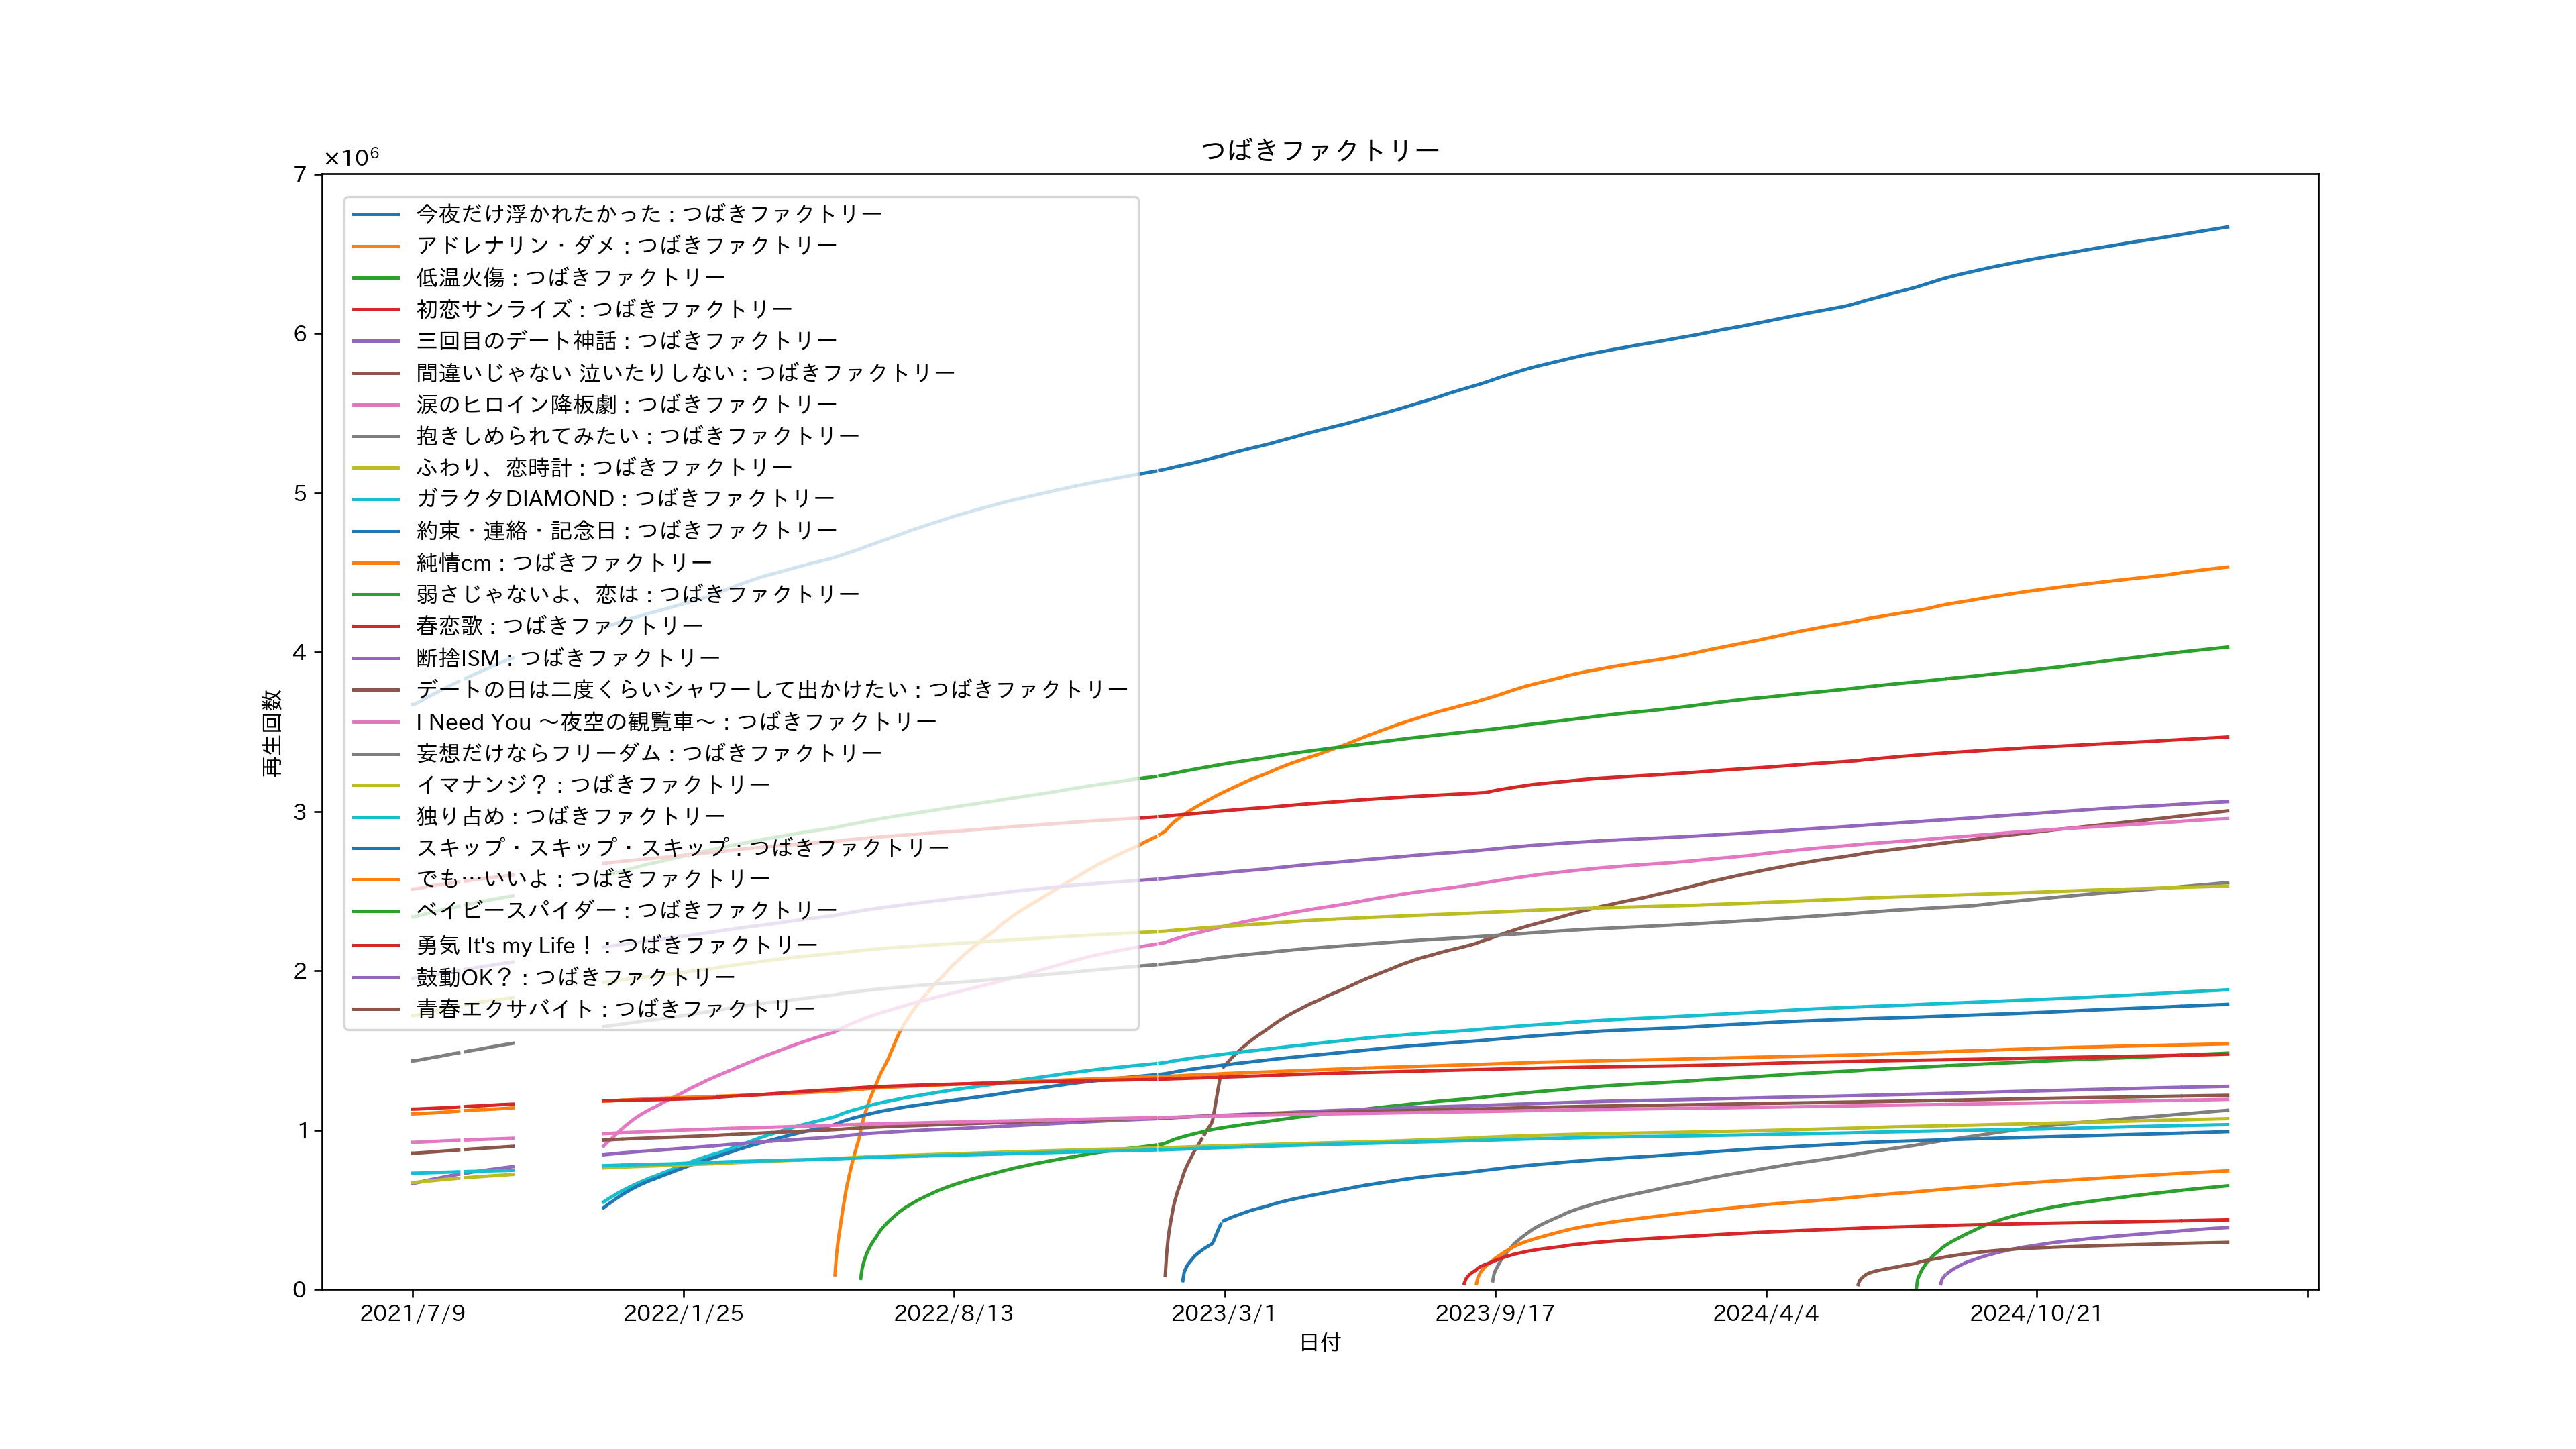 つばきファクトリー
×10⁶
7
6
5
4
3
2
1
0
再生回数
今夜だけ浮かれたかった : つばきファクトリー
アドレナリン・ダメ : つばきファクトリー
低温火傷 : つばきファクトリー
初恋サンライズ : つばきファクトリー
三回目のデート神話 : つばきファクトリー
間違いじゃない 泣いたりしない : つばきファクトリー
涙のヒロイン降板劇 : つばきファクトリー
抱きしめられてみたい : つばきファクトリー
ふわり、恋時計 : つばきファクトリー
ガラクタDIAMOND : つばきファクトリー
約束・連絡・記念日 : つばきファクトリー
純情cm : つばきファクトリー
弱さじゃないよ、恋は : つばきファクトリー
春恋歌 : つばきファクトリー
断捨ISM : つばきファクトリー
デートの日は二度くらいシャワーして出かけたい : つばきファクトリー
I Need You ～夜空の観覧車～ : つばきファクトリー
妄想だけならフリーダム : つばきファクトリー
イマナンジ？ : つばきファクトリー
独り占め : つばきファクトリー
スキップ・スキップ・スキップ : つばきファクトリー
でも…いいよ : つばきファクトリー
ベイビースパイダー : つばきファクトリー
勇気 It's my Life！ : つばきファクトリー
鼓動OK？ : つばきファクトリー
青春エクサバイト : つばきファクトリー
2021/7/9 2022/1/25 2022/8/13 2023/3/1 2023/9/17 2024/4/4 2024/10/21
日付